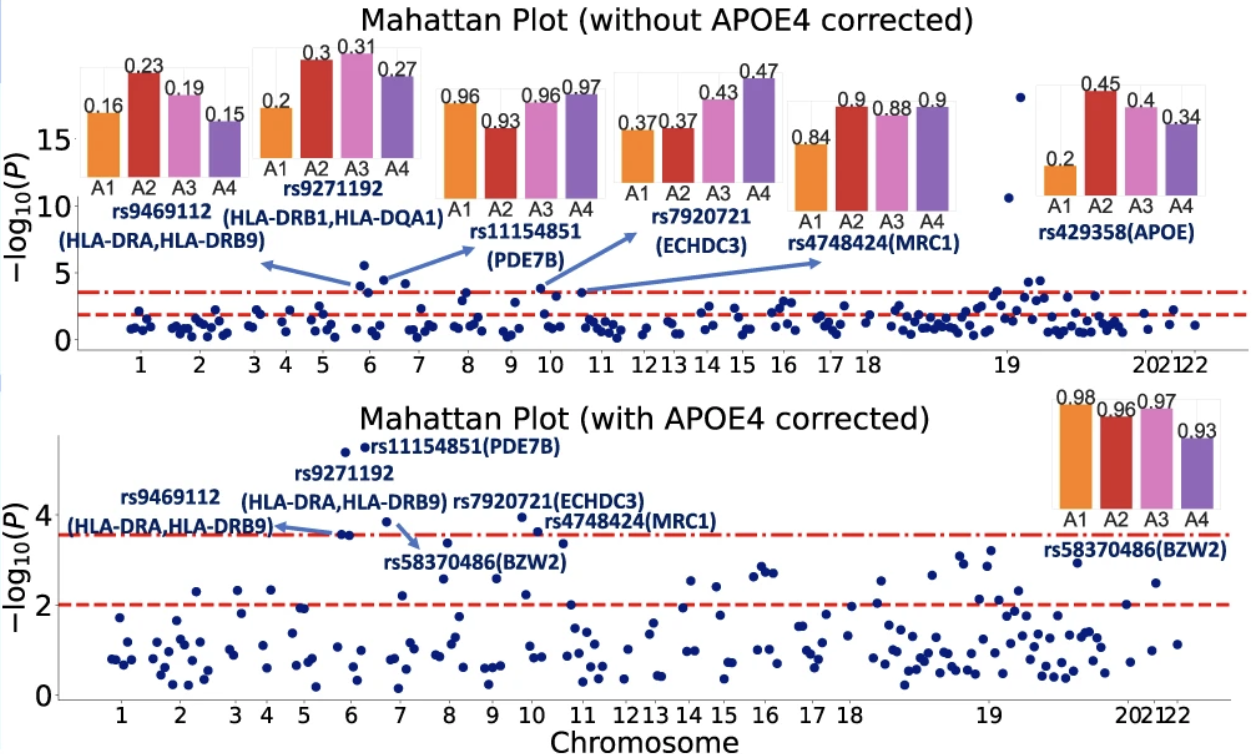 Mahattan Plot (without APOE4 corrected)
0.16 0.23 0.19 0.15
A1 A2 A3 A4
rs9469112
(HLA-DRA,HLA-DRB9)
0.2 0.3 0.31 0.27
A1 A2 A3 A4
rs9271192
(HLA-DRB1,HLA-DQA1)
0.96 0.93 0.96 0.97
A1 A2 A3 A4
rs11154851
(PDE7B)
0.37 0.37 0.43 0.47
A1 A2 A3 A4
rs7920721
(ECHDC3)
0.84 0.9 0.88 0.9
A1 A2 A3 A4
rs4748424(MRC1)
0.2 0.45 0.4 0.34
A1 A2 A3 A4
rs429358(APOE)
−log10(P)
15
10
5
0
1 2 3 4 5 6 7 8 9 10 11 12 13 14 15 16 17 18 19 20 21 22
Mahattan Plot (with APOE4 corrected)
0.98 0.96 0.97 0.93
A1 A2 A3 A4
rs58370486(BZW2)
rs11154851(PDE7B)
rs9271192
(HLA-DRA,HLA-DRB9)
rs9469112
(HLA-DRA,HLA-DRB9)
rs7920721(ECHDC3)
rs4748424(MRC1)
rs58370486(BZW2)
−log10(P)
4
2
0
1 2 3 4 5 6 7 8 9 10 11 12 13 14 15 16 17 18 19 20 21 22
Chromosome